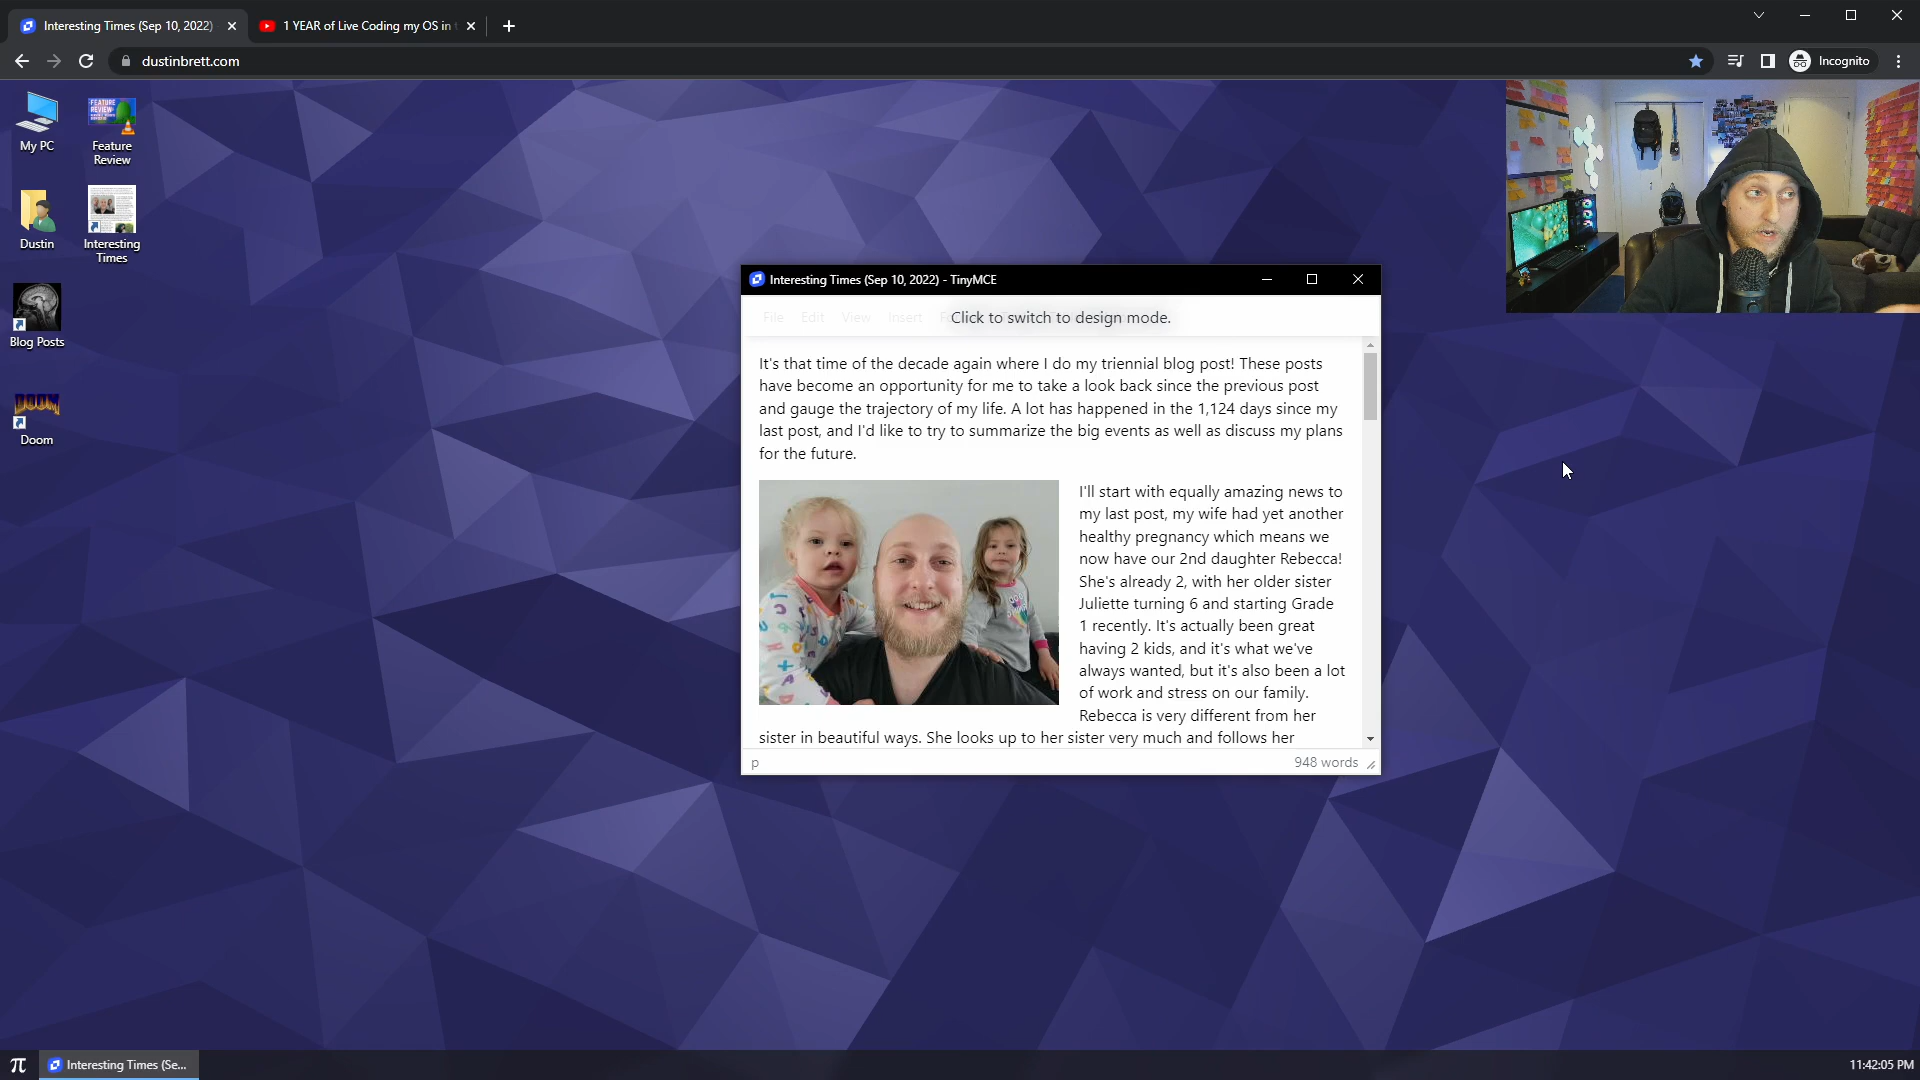 Interesting Times (Sep 10, 2022)
1 YEAR of Live Coding my OS in
dustinbrett.com
Incognito
My PC
Feature
Review
FEATURE
REVIEW
Dustin
Interesting
Times
Blog Posts
DOOM
Doom
Interesting Times (Sep 10, 2022) - TinyMCE
File Edit View Insert
Click to switch to design mode.
It's that time of the decade again where I do my triennial blog post! These posts
have become an opportunity for me to take a look back since the previous post
and gauge the trajectory of my life. A lot has happened in the 1,124 days since my
last post, and I'd like to try to summarize the big events as well as discuss my plans
for the future.
I'll start with equally amazing news to
my last post, my wife had yet another
healthy pregnancy which means we
now have our 2nd daughter Rebecca!
She's already 2, with her older sister
Juliette turning 6 and starting Grade
1 recently. It's actually been great
having 2 kids, and it's what we've
always wanted, but it's also been a lot
of work and stress on our family.
Rebecca is very different from her
sister in beautiful ways. She looks up to her sister very much and follows her
p
948 words
Interesting Times (Se...
11:42:05 PM